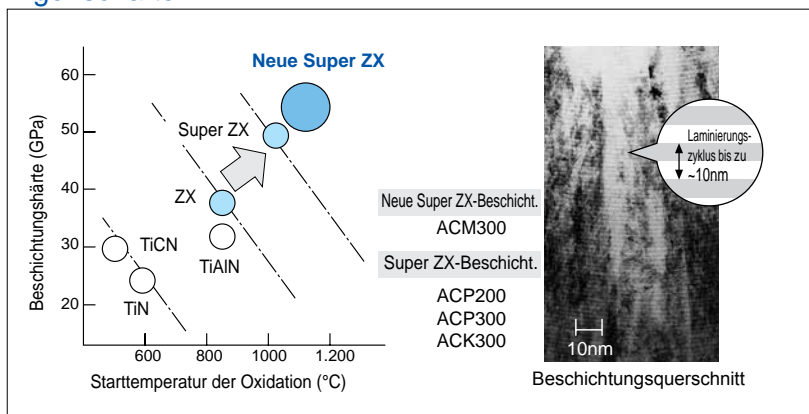 Neue Super ZX
60
50
40
30
20
Beschichtungshärte (GPa)
Super ZX
ZX
TiCN
TiAlN
TiN
600
800
1000
1.200
Starttemperatur der Oxidation (°C)
Neue Super ZX-Beschicht.
ACM300
Super ZX-Beschicht.
ACP200
ACP300
ACK300
Laminierungs-
zyklus bis zu
~10nm
10nm
Beschichtungsquerschnitt